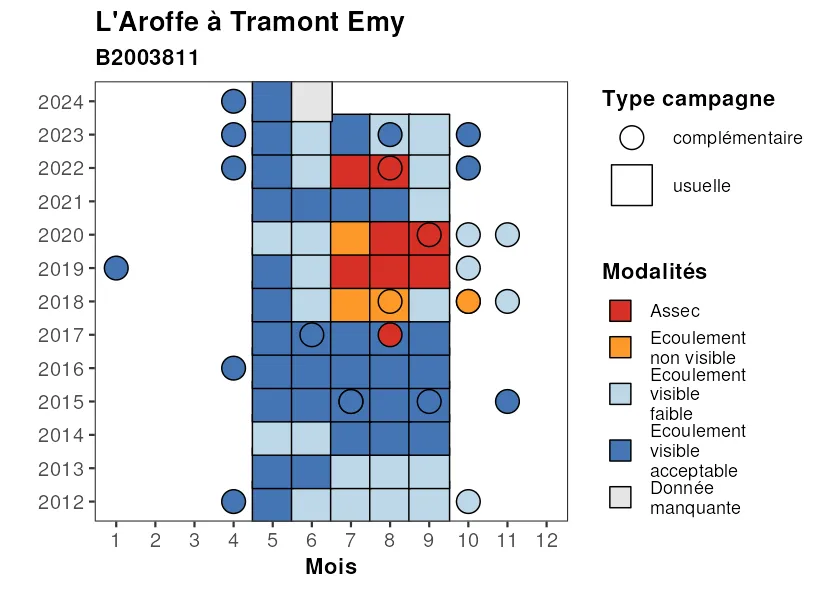 L'Aroffe à Tramont Emy
B2003811
2024
2023
2022
2021
2020
2019
2018
2017
2016
2015
2014
2013
2012
1 2 3 4 5 6 7 8 9 10 11 12
Mois
Type campagne
complémentaire
usuelle
Modalités
Assec
Ecoulement
non visible
Ecoulement
visible
faible
Ecoulement
visible
acceptable
Donnée
manquante